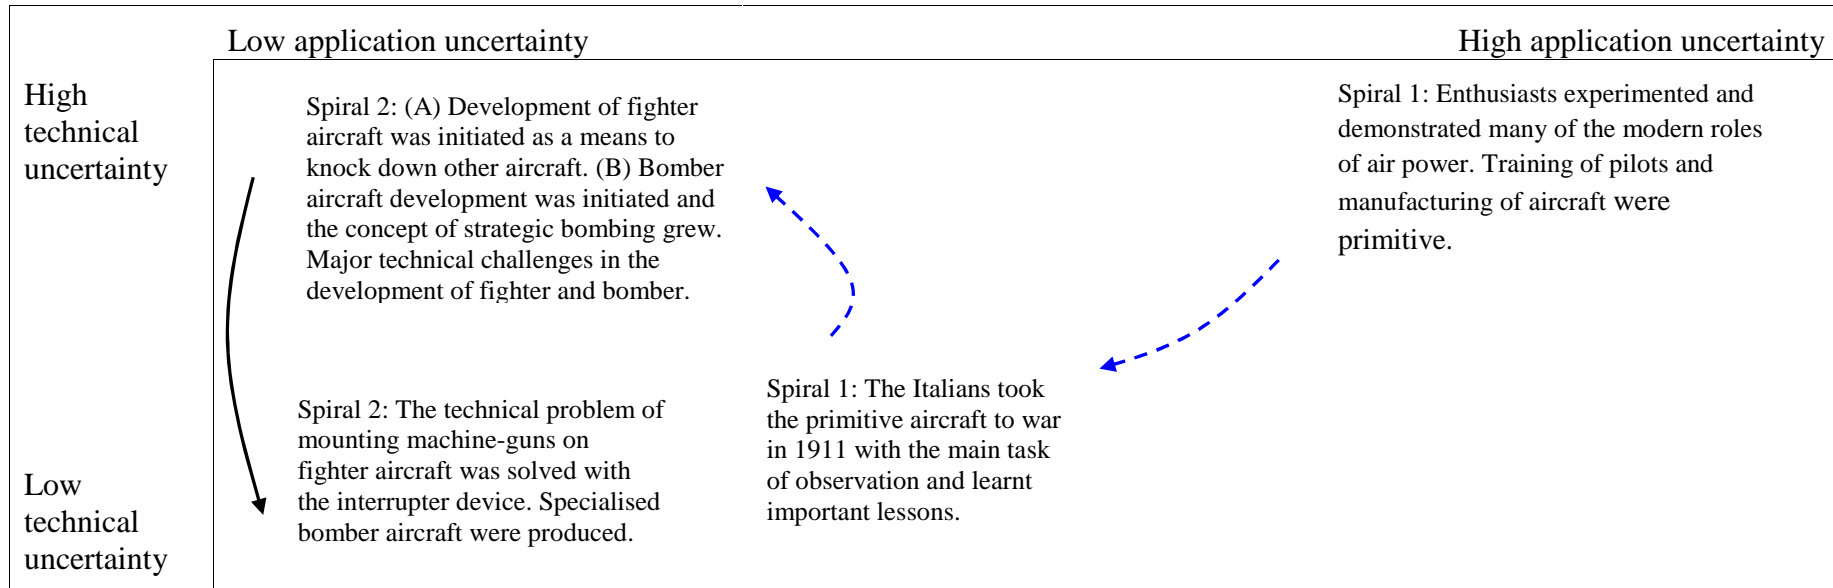 Low application uncertainty
High application uncertainty
High
technical
uncertainty
Spiral 2: (A) Development of fighter
aircraft was initiated as a means to
knock down other aircraft. (B) Bomber
aircraft development was initiated and
the concept of strategic bombing grew.
Major technical challenges in the
development of fighter and bomber.
Spiral 1: Enthusiasts experimented and
demonstrated many of the modern roles
of air power. Training of pilots and
manufacturing of aircraft were
primitive.
Low
technical
uncertainty
Spiral 2: The technical problem of
mounting machine-guns on
fighter aircraft was solved with
the interrupter device. Specialised
bomber aircraft were produced.
Spiral 1: The Italians took
the primitive aircraft to war
in 1911 with the main task
of observation and learnt
important lessons.